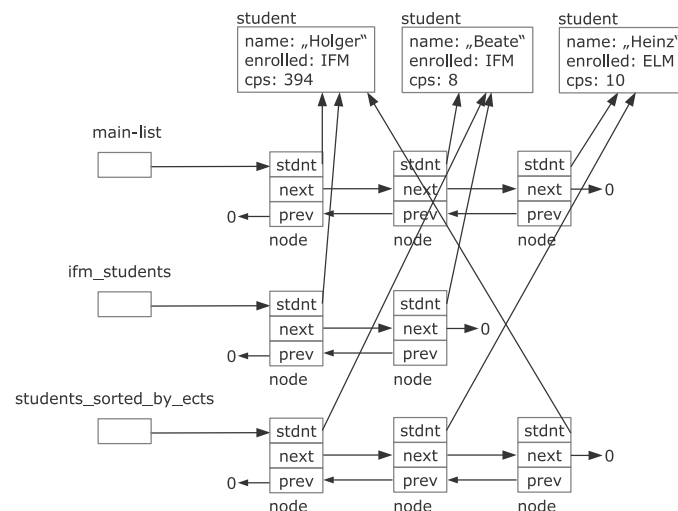 student
student
student
name: „Holger“
enrolled: IFM
cps: 394
name: „Beate“
enrolled: IFM
cps: 8
name: „Heinz“
enrolled: ELM
cps: 10
main-list
stdnt
next
prev
node
stdnt
next
prev
node
stdnt
next
prev
node
0
0
ifm_students
stdnt
next
prev
node
stdnt
next
prev
node
0
0
students_sorted_by_ects
stdnt
next
prev
node
stdnt
next
prev
node
stdnt
next
prev
node
0
0